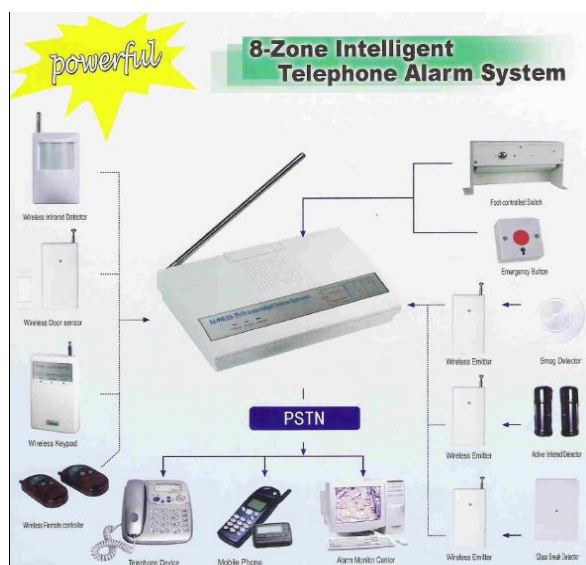 powerful
8-Zone Intelligent
Telephone Alarm System
Wireless Infrared Detector
Foot-controlled Switch
Emergency Button
Wireless Door sensor
Wireless Emitter
Smog Detector
Wireless Keypad
PSTN
Wireless Emitter
Active Infrared Detector
Wireless Remote controller
Telephone Device
Mobile Phone
Alarm Monitor Center
Wireless Emitter
Glass Break Detector